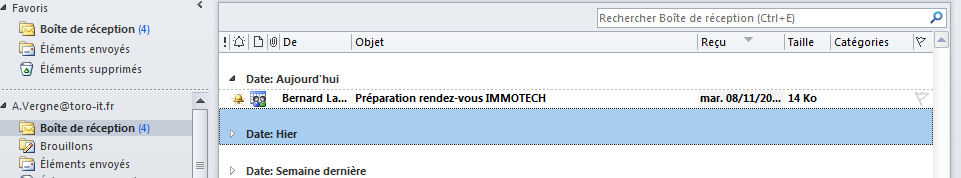 Favoris
Boîte de réception (4)
Éléments envoyés
Éléments supprimés
A.Vergne@toro-it.fr
Boîte de réception (4)
Brouillons
Éléments envoyés
Rechercher Boîte de réception (Ctrl+E)
! De Objet Reçu Taille Catégories
Date: Aujourd'hui
Bernard La... Préparation rendez-vous IMMOTECH mar. 08/11/20... 14 Ko
Date: Hier
Date: Semaine dernière